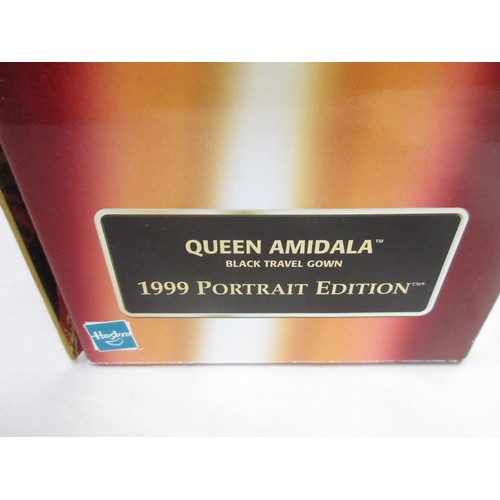 QUEEN AMIDALA™
BLACK TRAVEL GOWN
1999 PORTRAIT EDITION™®
Hasbro